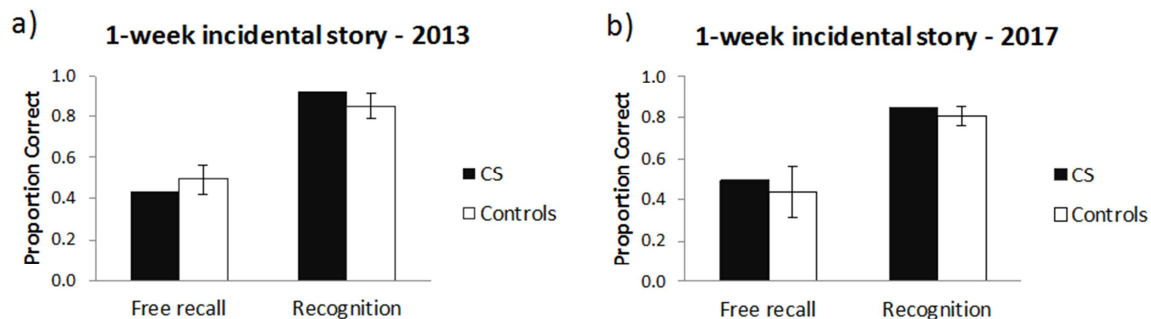 a)
1-week incidental story - 2013
Proportion Correct
1.0
0.8
0.6
0.4
0.2
0.0
Free recall
Recognition
CS
Controls
b)
1-week incidental story - 2017
Proportion Correct
1.0
0.8
0.6
0.4
0.2
0.0
Free recall
Recognition
CS
Controls